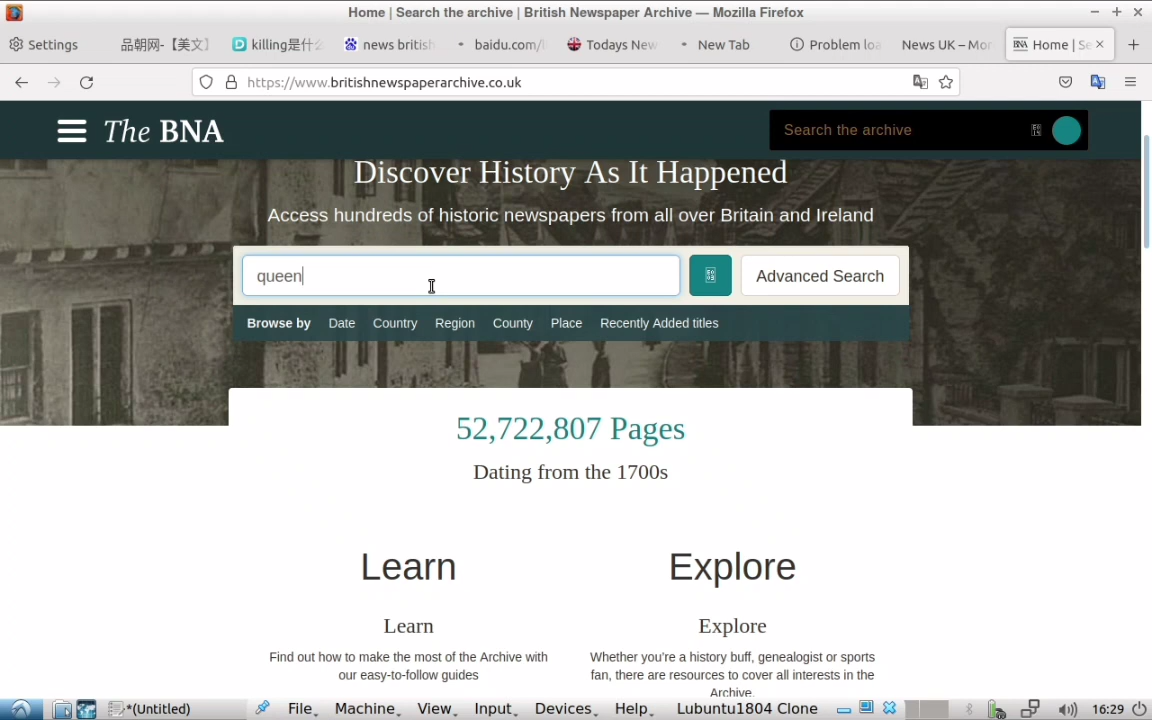 Home | Search the archive | British Newspaper Archive — Mozilla Firefox
Settings 品朝网-【美文】 killing是什 news british baidu.com/ Todays New New Tab Problem loa News UK – Mor Home | Se
https://www.britishnewspaperarchive.co.uk
The BNA
Search the archive
Discover History As It Happened
Access hundreds of historic newspapers from all over Britain and Ireland
queen
Advanced Search
Browse by Date Country Region County Place Recently Added titles
52,722,807 Pages
Dating from the 1700s
Learn
Learn
Find out how to make the most of the Archive with
our easy-to-follow guides
Explore
Explore
Whether you're a history buff, genealogist or sports
fan, there are resources to cover all interests in the
Archive.
*(Untitled) File Machine View Input Devices Help Lubuntu1804 Clone 16:29